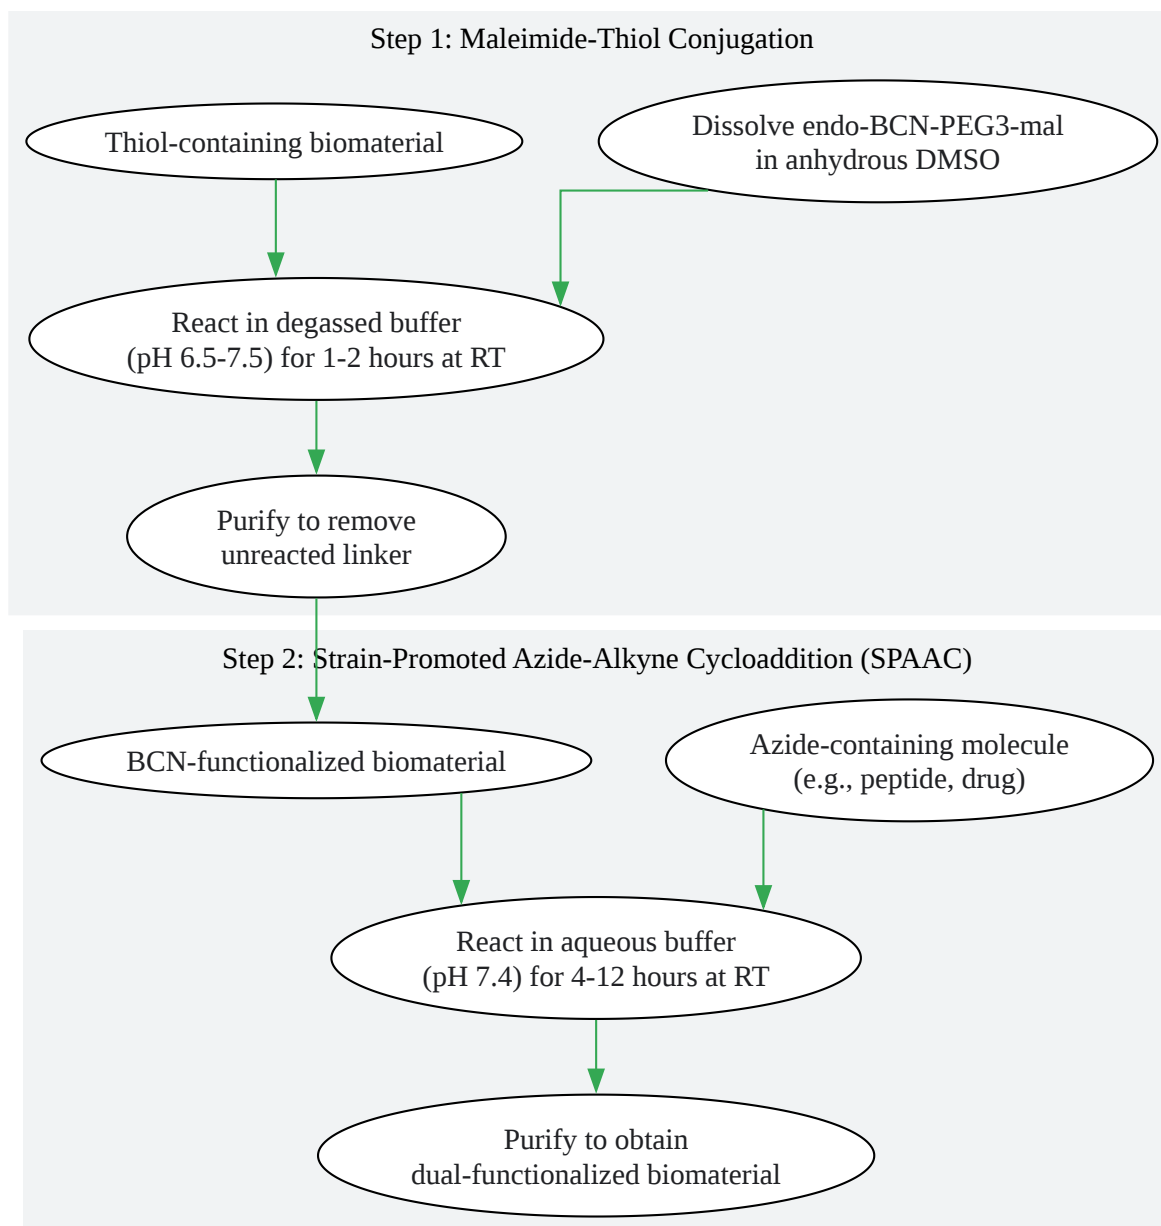 Step 1: Maleimide-Thiol Conjugation
Thiol-containing biomaterial
Dissolve endo-BCN-PEG3-mal
in anhydrous DMSO
React in degassed buffer
(pH 6.5-7.5) for 1-2 hours at RT
Purify to remove
unreacted linker
Step 2: Strain-Promoted Azide-Alkyne Cycloaddition (SPAAC)
BCN-functionalized biomaterial
Azide-containing molecule
(e.g., peptide, drug)
React in aqueous buffer
(pH 7.4) for 4-12 hours at RT
Purify to obtain
dual-functionalized biomaterial